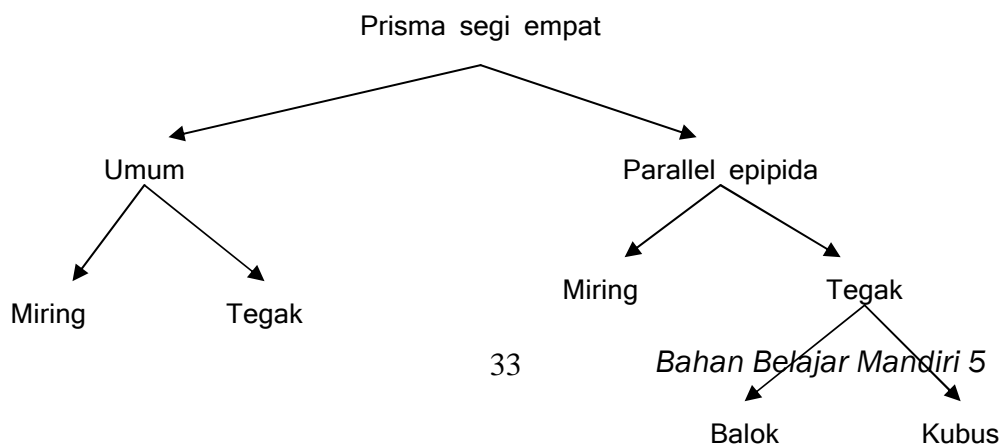 Prisma segi empat
Umum Parallel epipida
Miring Tegak Miring Tegak
33 Bahan Belajar Mandiri 5
Balok Kubus